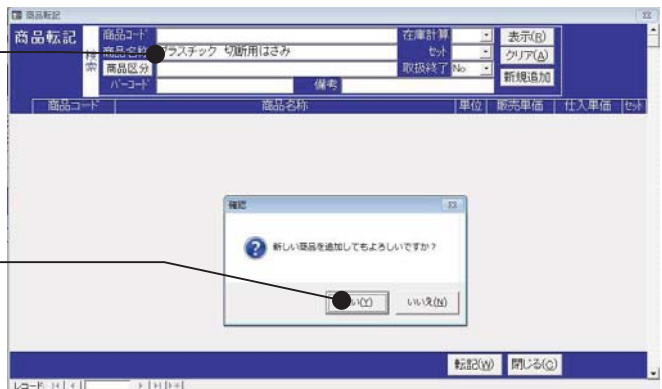 商品転記
商品転記 検索 商品コード 在庫計算 表示(R)
商品名称 ラスチック 切断用はさみ セット クリア(A)
商品区分 取扱終了 No 新規追加
バーコード 備考
商品コード 商品名称 単位 販売単価 仕入単価 セット
確認
新しい商品を追加してもよろしいですか?
い(Y) いいえ(N)
転記(W) 閉じる(C)
レコード: